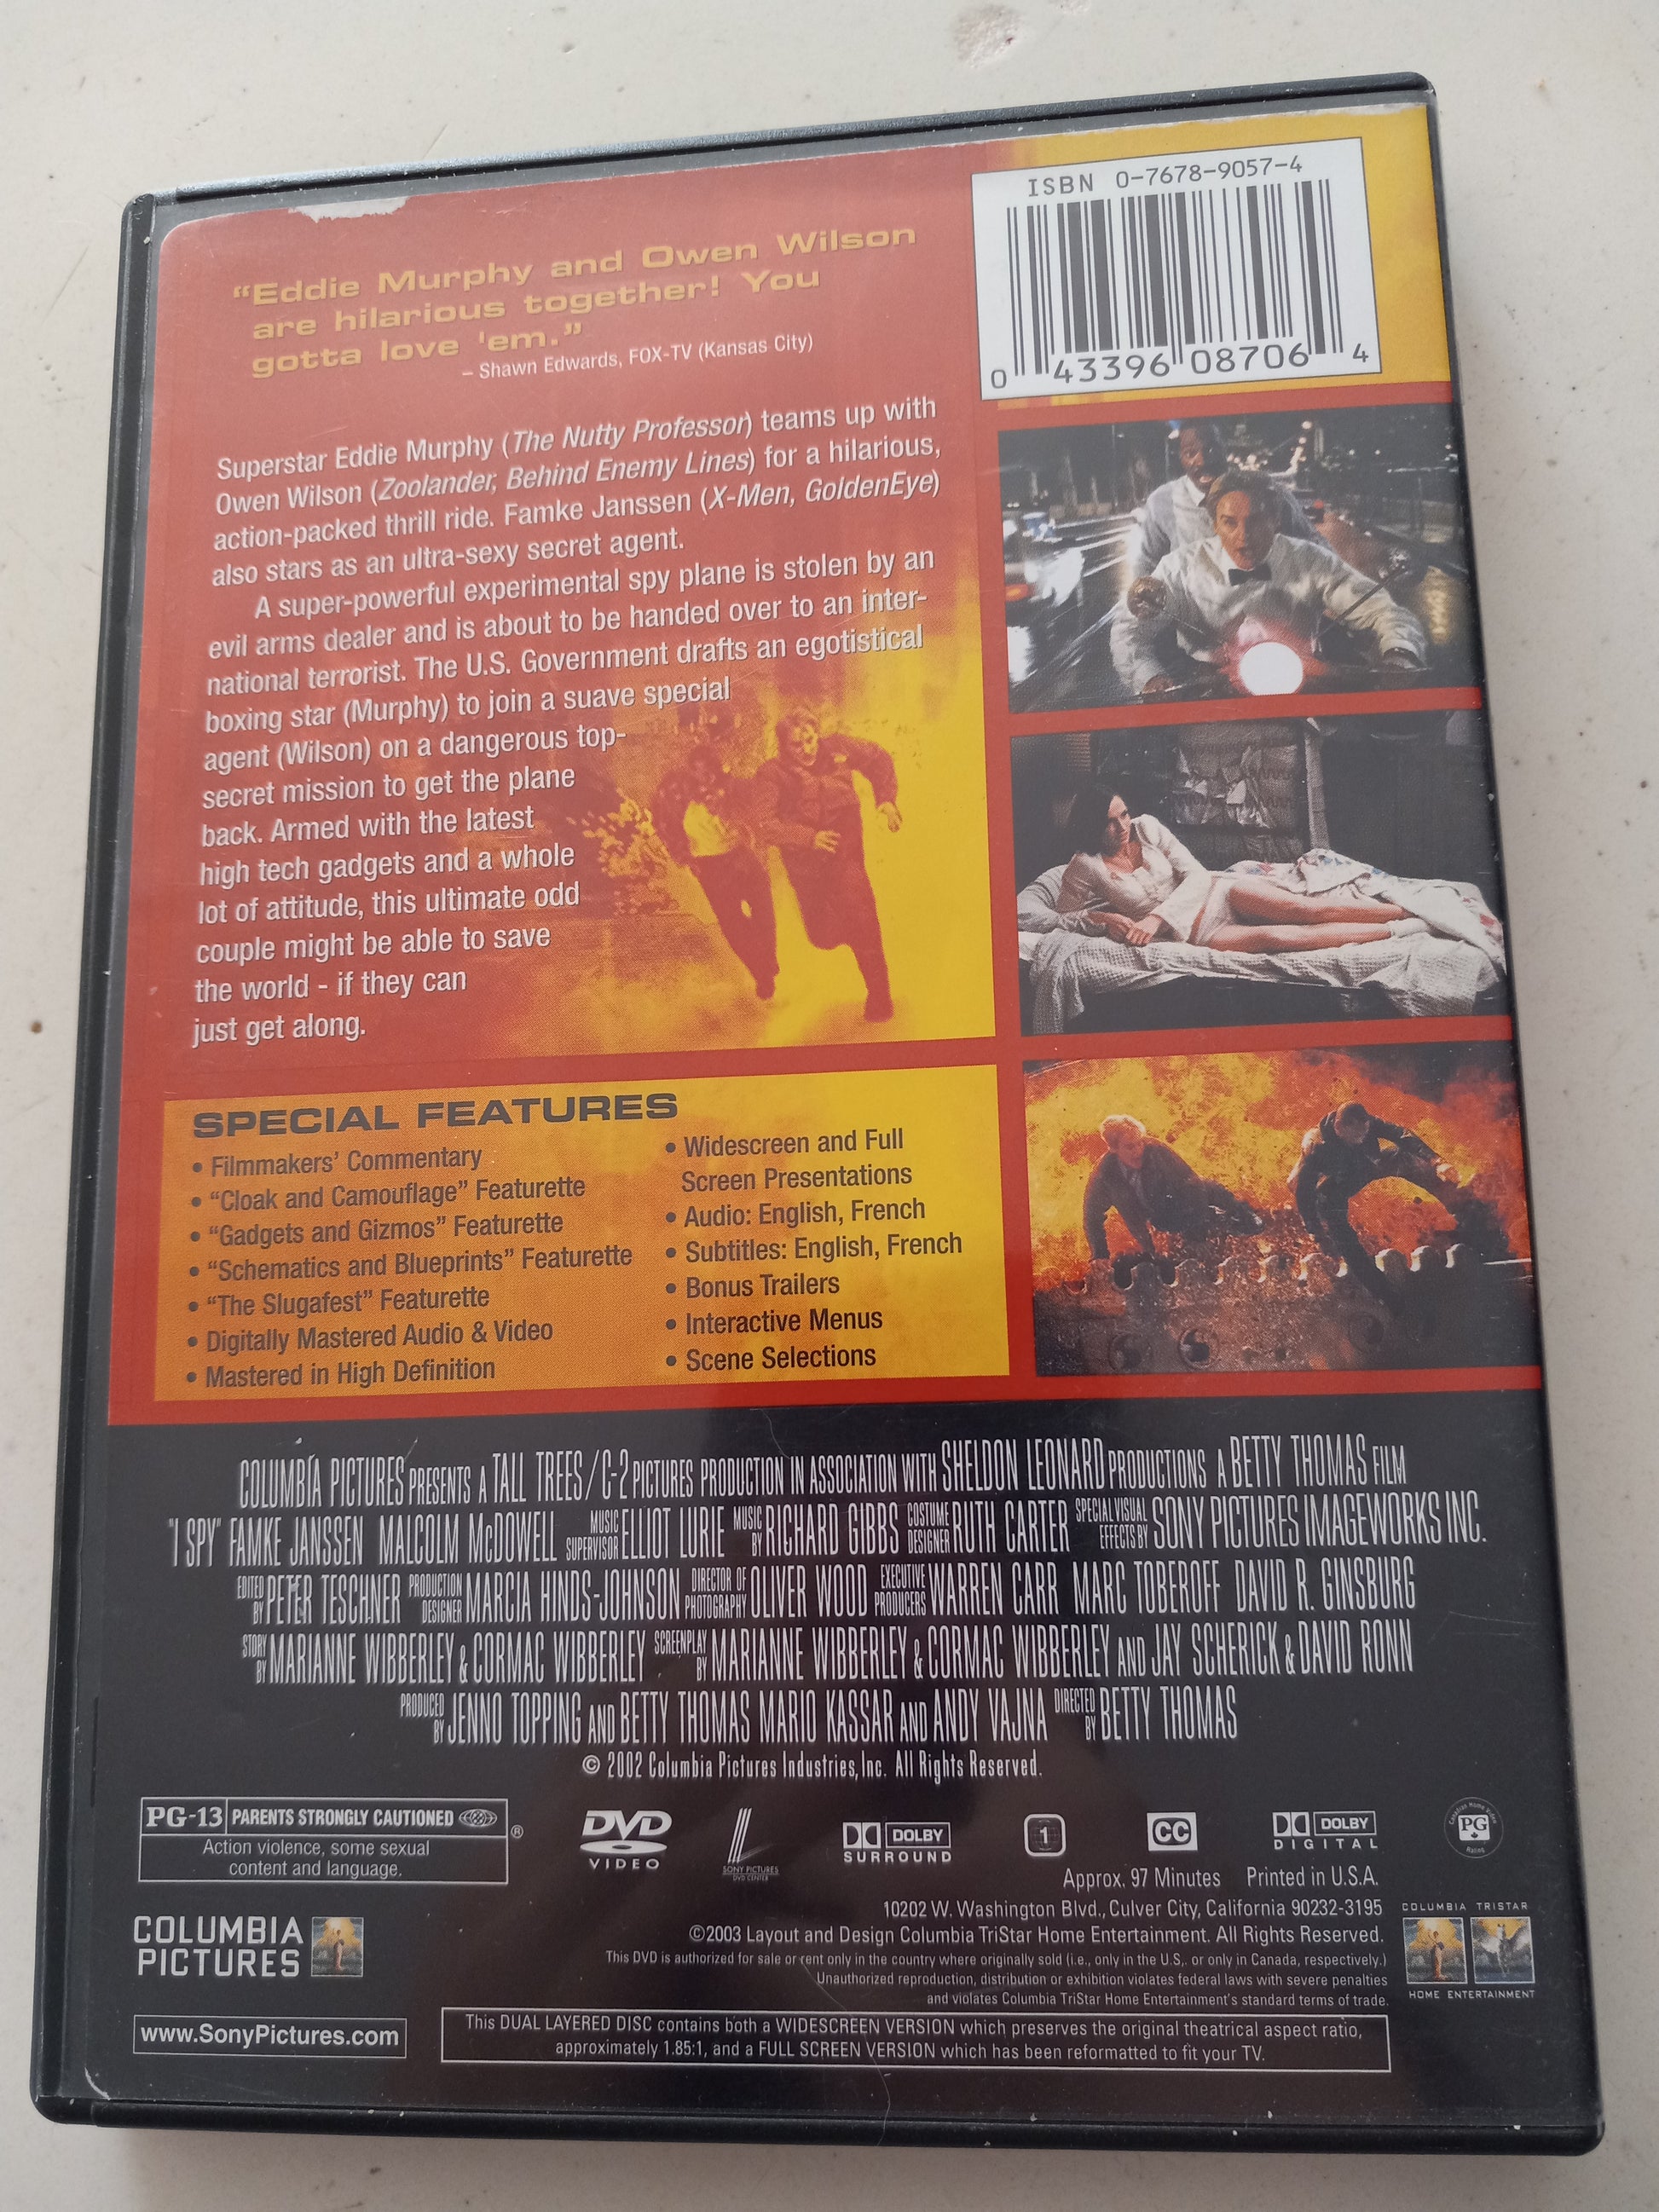 ISBN 0-7678-9057-4
0 43396 08706 4
“Eddie Murphy and Owen Wilson
are hilarious together! You
gotta love 'em.”
– Shawn Edwards, FOX-TV (Kansas City)
Superstar Eddie Murphy (The Nutty Professor) teams up with
Owen Wilson (Zoolander, Behind Enemy Lines) for a hilarious,
action-packed thrill ride. Famke Janssen (X-Men, GoldenEye)
also stars as an ultra-sexy secret agent.
A super-powerful experimental spy plane is stolen by an
evil arms dealer and is about to be handed over to an inter-
national terrorist. The U.S. Government drafts an egotistical
boxing star (Murphy) to join a suave special
agent (Wilson) on a dangerous top-
secret mission to get the plane
back. Armed with the latest
high tech gadgets and a whole
lot of attitude, this ultimate odd
couple might be able to save
the world - if they can
just get along.
SPECIAL FEATURES
• Filmmakers’ Commentary
• “Cloak and Camouflage” Featurette
• “Gadgets and Gizmos” Featurette
• “Schematics and Blueprints” Featurette
• “The Slugafest” Featurette
• Digitally Mastered Audio & Video
• Mastered in High Definition
• Widescreen and Full
Screen Presentations
• Audio: English, French
• Subtitles: English, French
• Bonus Trailers
• Interactive Menus
• Scene Selections
COLUMBIA PICTURES PRESENTS A TALL TREES/C-2 PICTURES PRODUCTION IN ASSOCIATION WITH SHELDON LEONARD PRODUCTIONS A BETTY THOMAS FILM
"I SPY" FAMKE JANSSEN MALCOLM McDOWELL MUSIC SUPERVISOR ELLIOT LURIE MUSIC BY RICHARD GIBBS COSTUME DESIGNER RUTH CARTER SPECIAL VISUAL EFFECTS BY SONY PICTURES IMAGEWORKS INC.
EDITED BY PETER TESCHNER PRODUCTION DESIGNER MARCIA HINDS-JOHNSON DIRECTOR OF PHOTOGRAPHY OLIVER WOOD EXECUTIVE PRODUCERS WARREN CARR MARC TOBEROFF DAVID R. GINSBURG
STORY BY MARIANNE WIBBERLEY & CORMAC WIBBERLEY SCREENPLAY BY MARIANNE WIBBERLEY & CORMAC WIBBERLEY AND JAY SCHERICK & DAVID RONN
PRODUCED BY JENNO TOPPING AND BETTY THOMAS MARIO KASSAR AND ANDY VAJNA DIRECTED BY BETTY THOMAS
© 2002 Columbia Pictures Industries, Inc. All Rights Reserved.
PG-13 PARENTS STRONGLY CAUTIONED ®
Action violence, some sexual
content and language.
DVD
VIDEO
SONY PICTURES
DVD CENTER
DOLBY
SURROUND
1
CC
DOLBY
DIGITAL
Canadian Home Video
PG
Rating
Approx. 97 Minutes Printed in U.S.A.
10202 W. Washington Blvd., Culver City, California 90232-3195
©2003 Layout and Design Columbia TriStar Home Entertainment. All Rights Reserved.
This DVD is authorized for sale or rent only in the country where originally sold (i.e., only in the U.S,. or only in Canada, respectively.)
Unauthorized reproduction, distribution or exhibition violates federal laws with severe penalties
and violates Columbia TriStar Home Entertainment's standard terms of trade.
COLUMBIA
PICTURES
COLUMBIA TRISTAR
HOME ENTERTAINMENT
www.SonyPictures.com
This DUAL LAYERED DISC contains both a WIDESCREEN VERSION which preserves the original theatrical aspect ratio,
approximately 1.85:1, and a FULL SCREEN VERSION which has been reformatted to fit your TV.